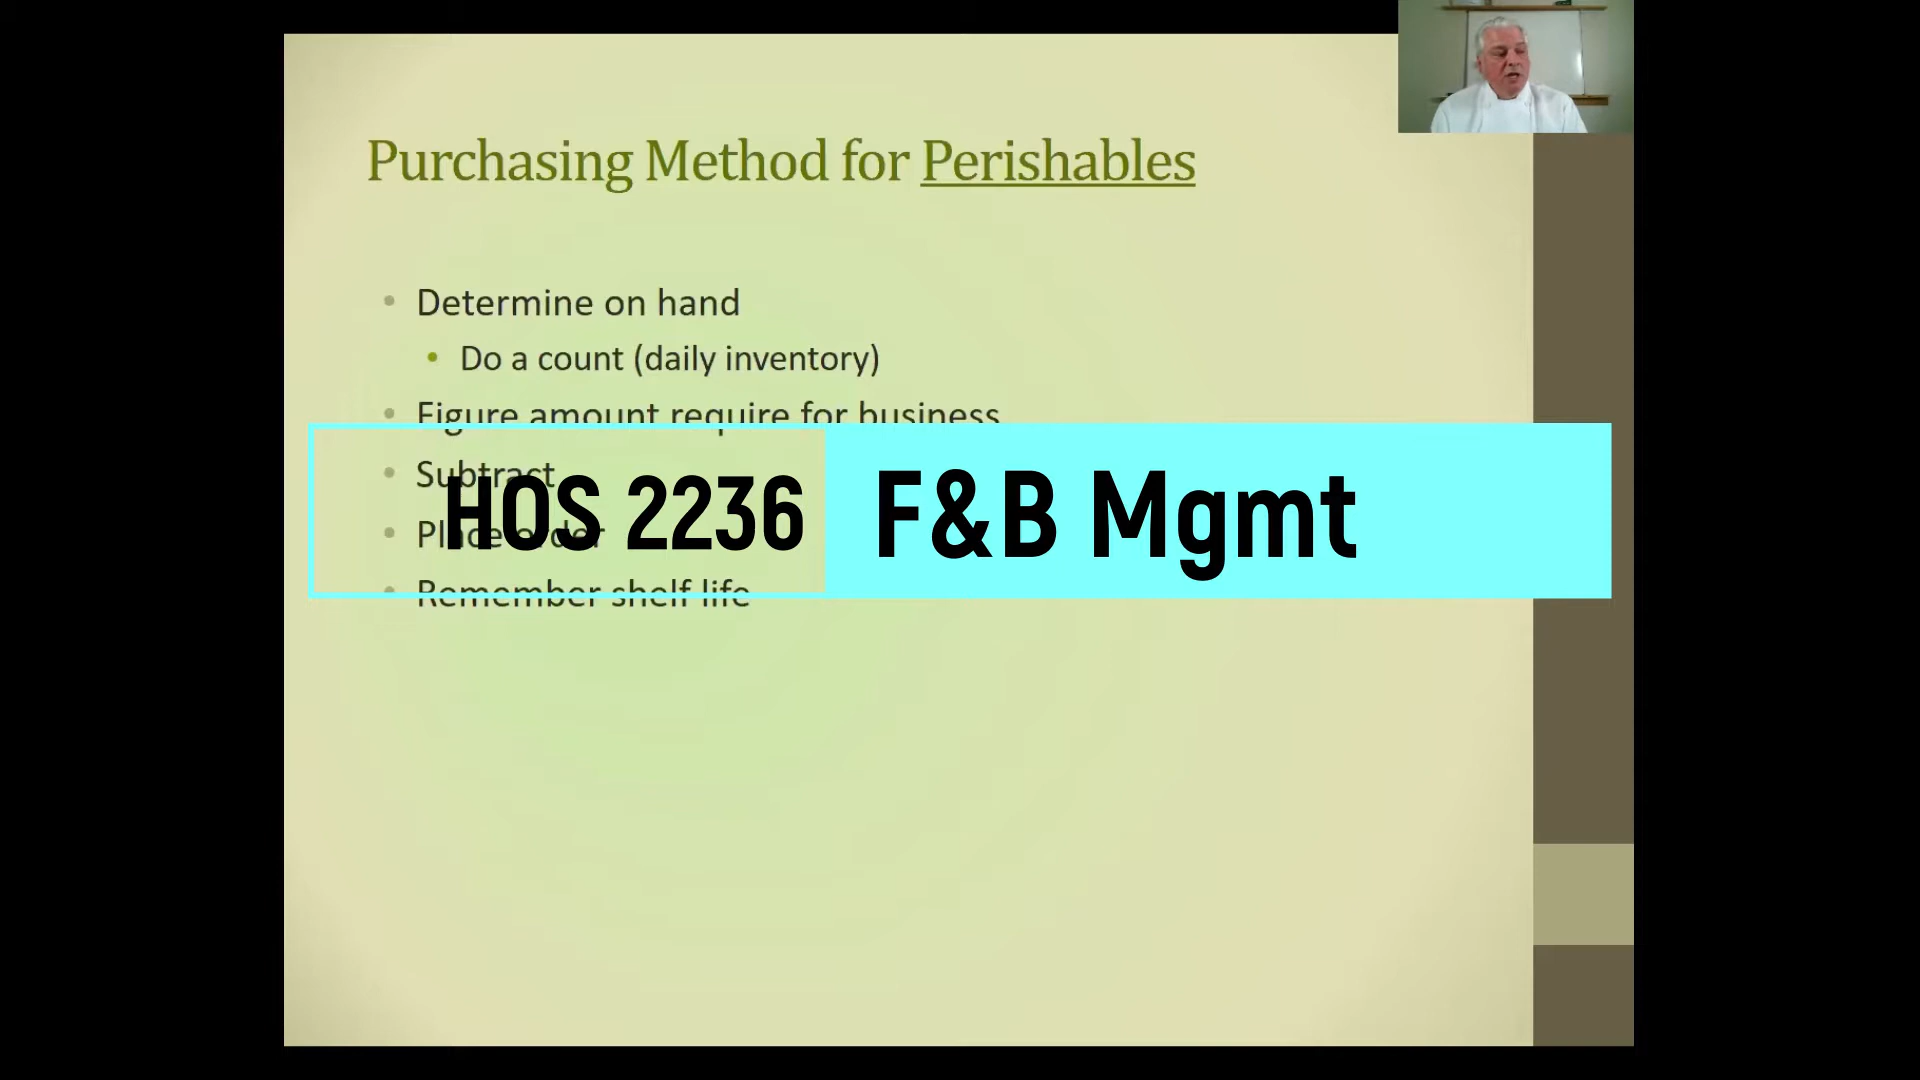 Purchasing Method for Perishables
Determine on hand
Do a count (daily inventory)
Figure amount require for business
Subtract
Place order
Remember shelf life
HOS 2236 F&B Mgmt